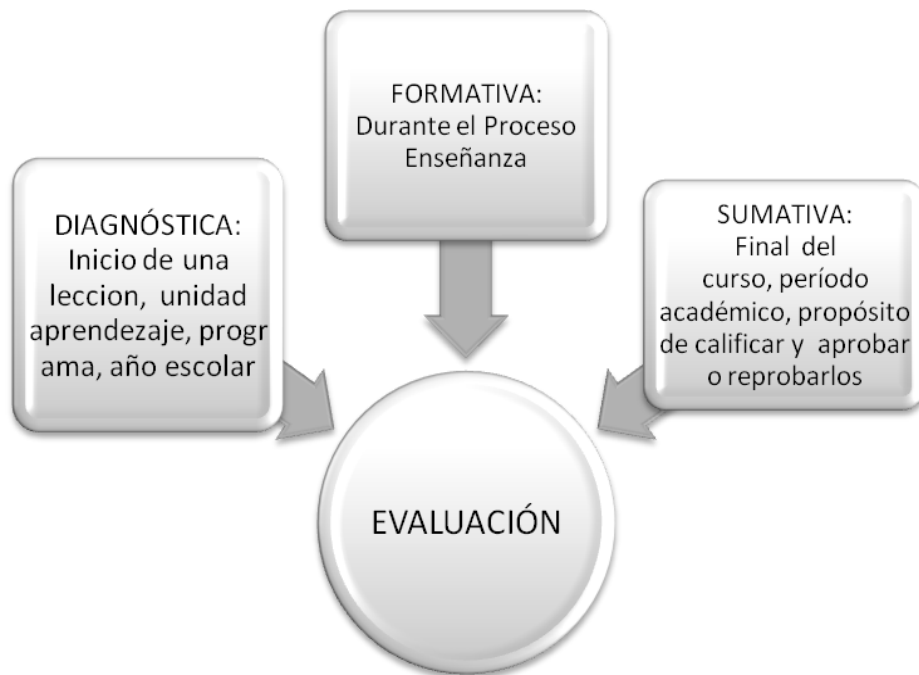 FORMATIVA:
Durante el Proceso
Enseñanza
DIAGNÓSTICA:
Inicio de una
leccion, unidad
aprendezaje, progr
ama, año escolar
SUMATIVA:
Final del
curso, período
académico, propósito
de calificar y aprobar
o reprobarlos
EVALUACIÓN